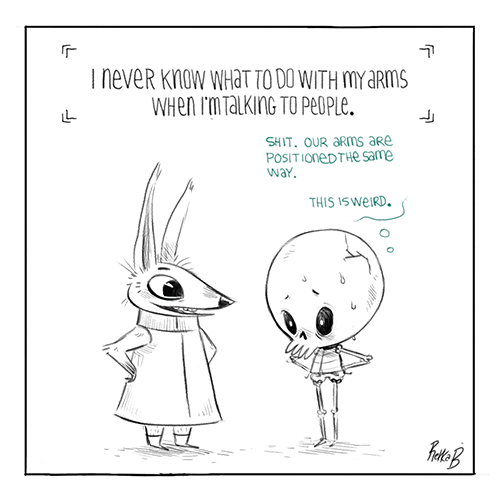 I never know what to do with my arms
when I'm talking to people.
Shit. Our arms are
positioned the same
way.
This is weird.